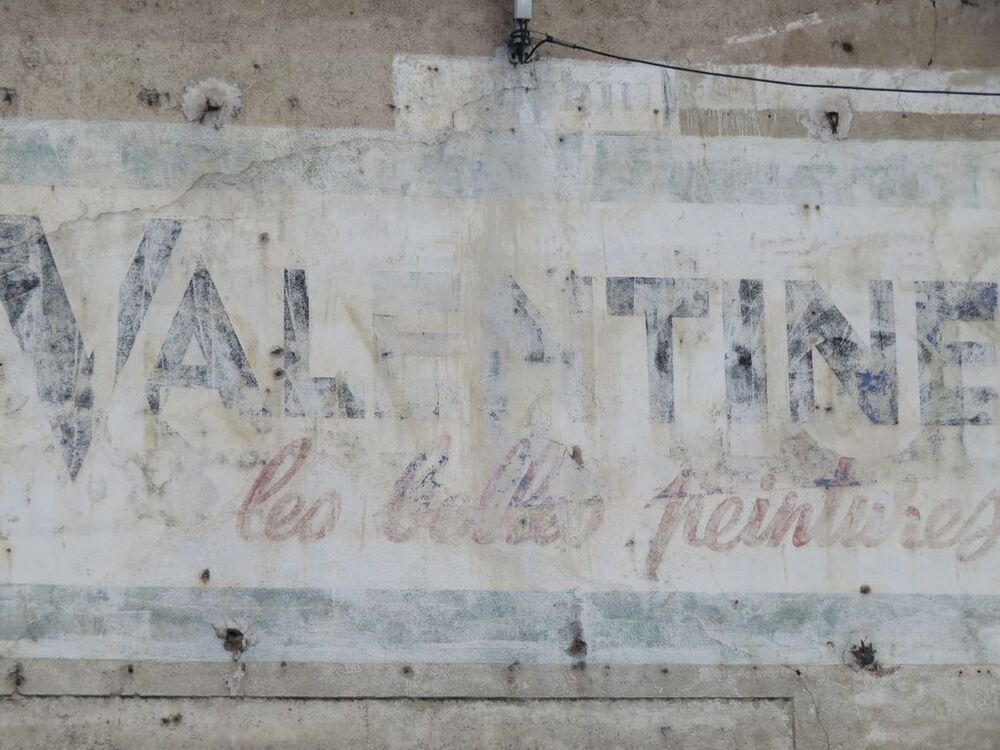 VALENTINE
les belles peintures